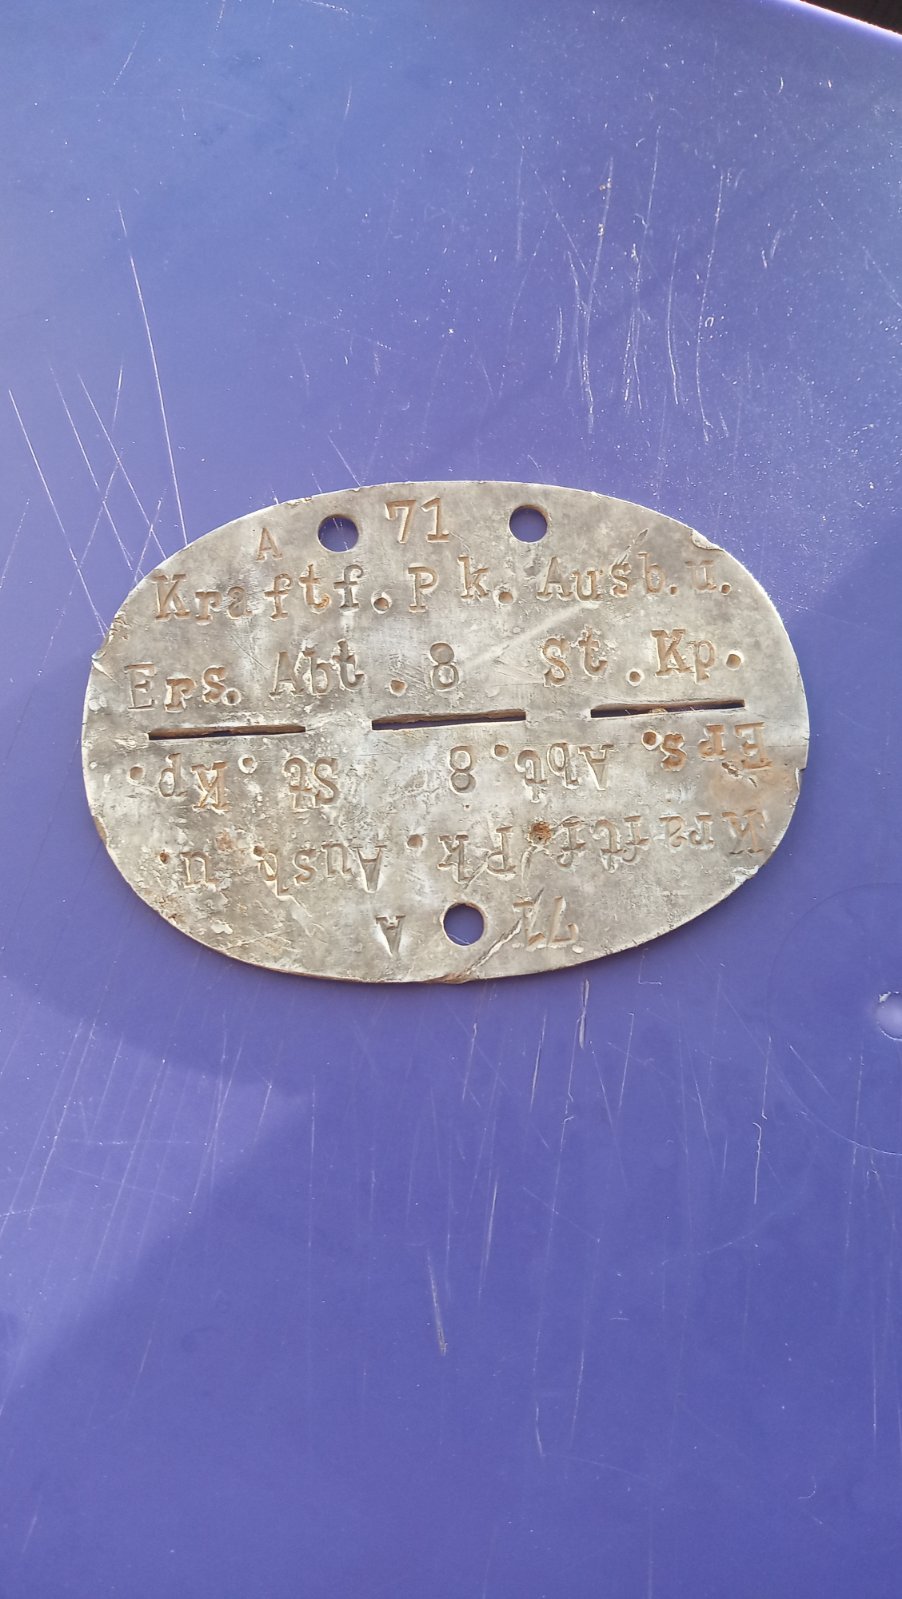 A 71
Kraftf.Pk. Ausb.u.
Ers. Abt.8 St.Kp.
Ers. Abt.8 St.Kp.
Kraftf.Pk. Ausb.u.
71 A